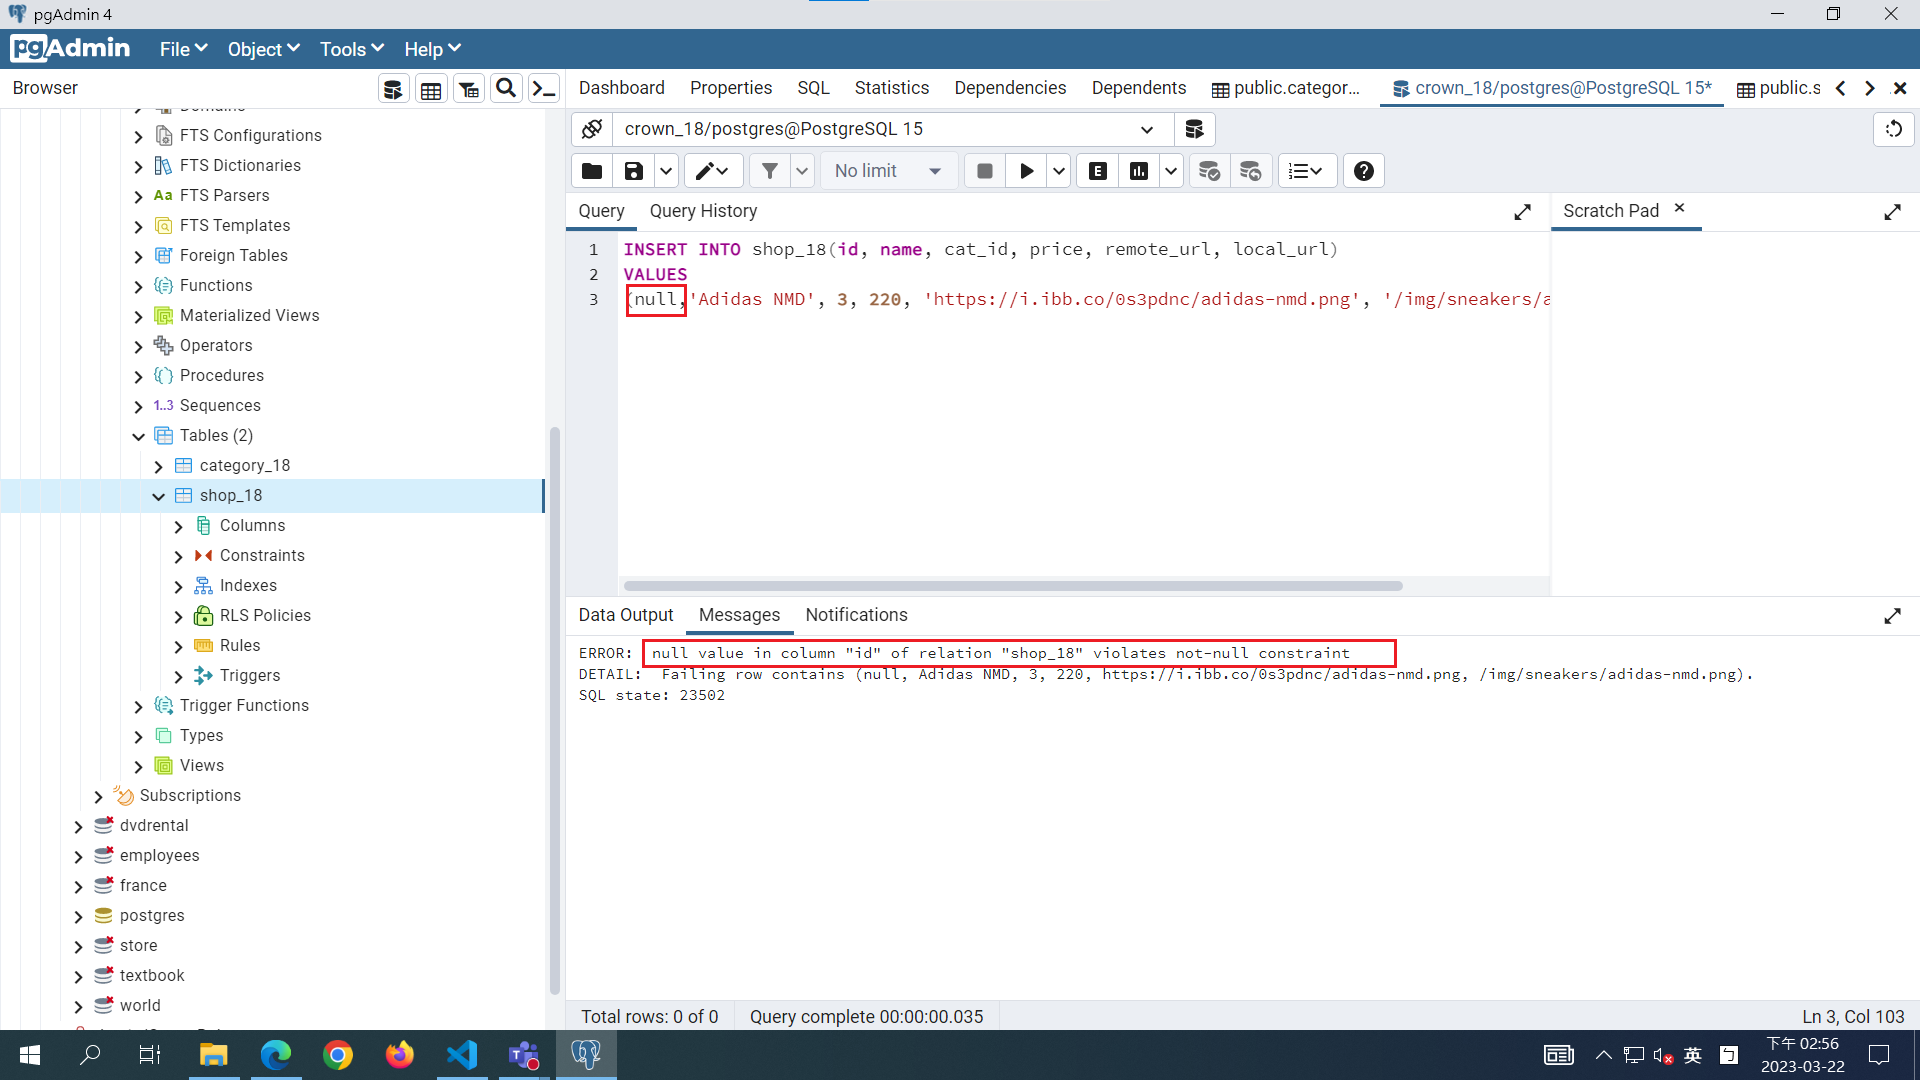 pgAdmin 4
pgAdmin File Object Tools Help
Browser
Dashboard Properties SQL Statistics Dependencies Dependents public.categor... crown_18/postgres@PostgreSQL 15* public.s
crown_18/postgres@PostgreSQL 15
No limit
Query Query History
Scratch Pad
1 INSERT INTO shop_18(id, name, cat_id, price, remote_url, local_url)
2 VALUES
3 (null,'Adidas NMD', 3, 220, 'https://i.ibb.co/0s3pdnc/adidas-nmd.png', '/img/sneakers/a
Domains
FTS Configurations
FTS Dictionaries
Aa FTS Parsers
FTS Templates
Foreign Tables
Functions
Materialized Views
Operators
Procedures
1..3 Sequences
Tables (2)
category_18
shop_18
Columns
Constraints
Indexes
RLS Policies
Rules
Triggers
Trigger Functions
Types
Views
Subscriptions
dvdrental
employees
france
postgres
store
textbook
world
Data Output Messages Notifications
ERROR: null value in column "id" of relation "shop_18" violates not-null constraint
DETAIL: Failing row contains (null, Adidas NMD, 3, 220, https://i.ibb.co/0s3pdnc/adidas-nmd.png, /img/sneakers/adidas-nmd.png).
SQL state: 23502
Total rows: 0 of 0 Query complete 00:00:00.035 Ln 3, Col 103
英 ㄅ
下午 02:56
2023-03-22